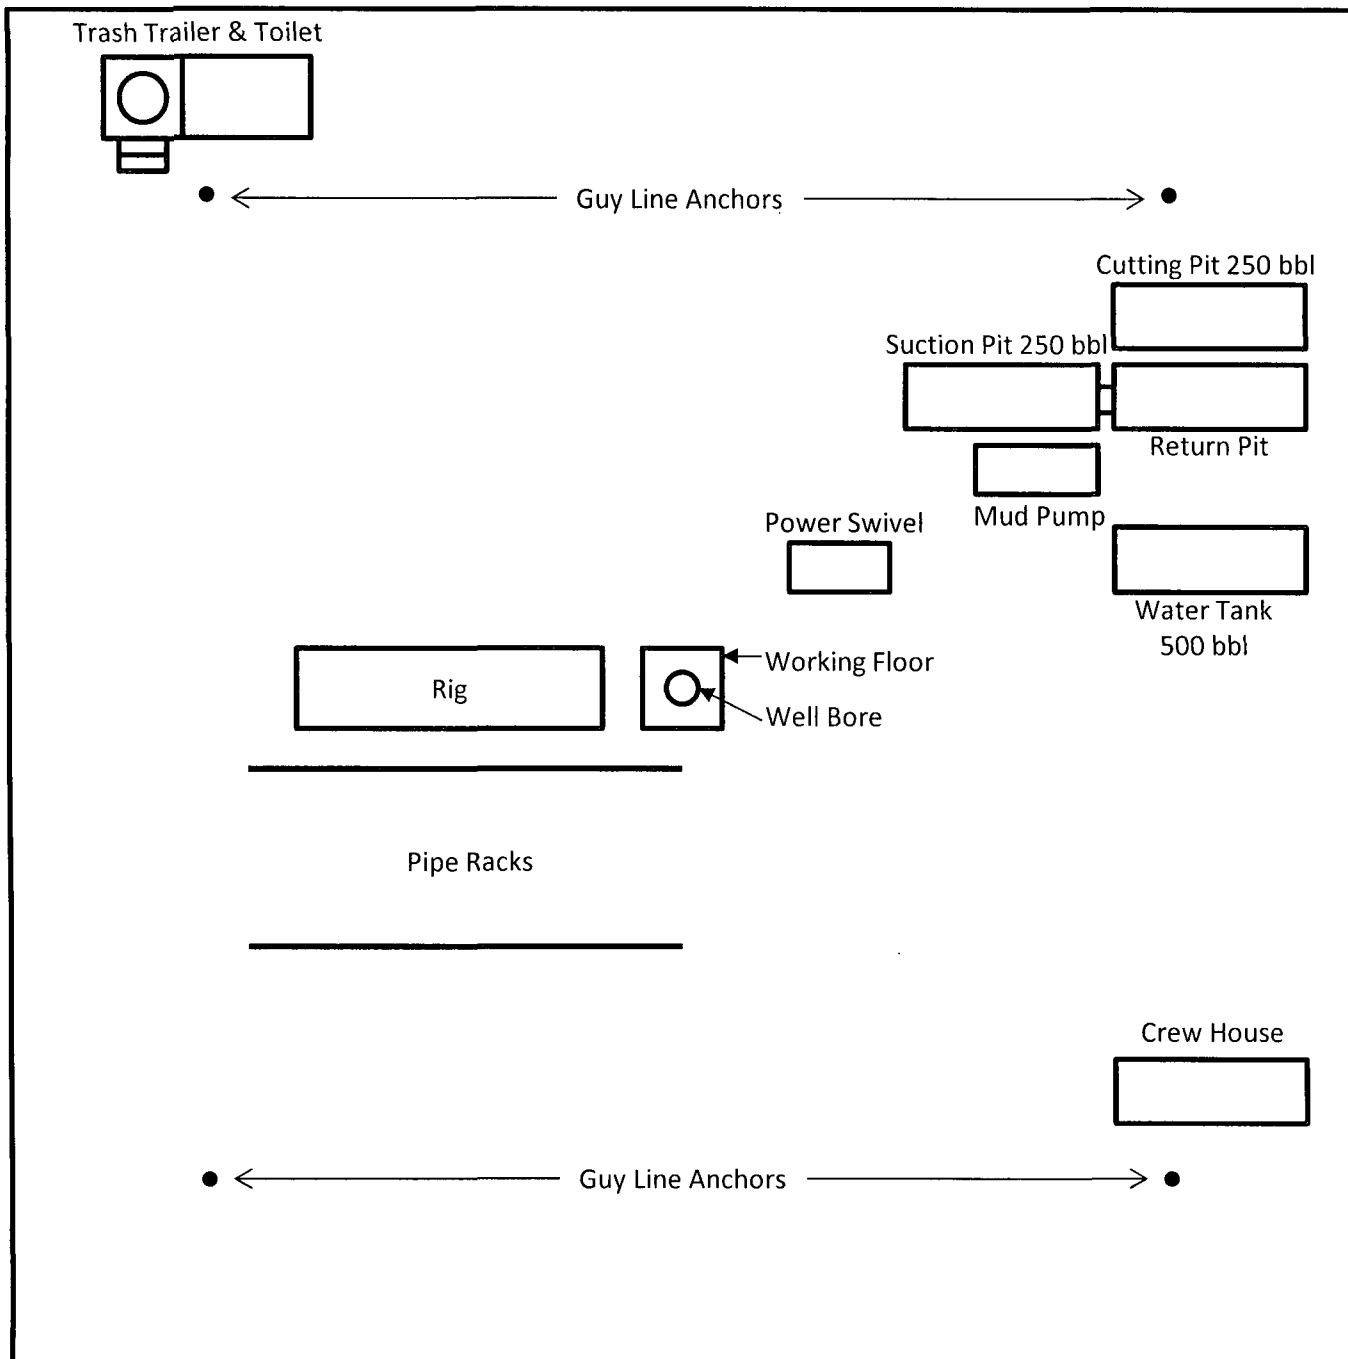 Trash Trailer & Toilet
Guy Line Anchors
Cutting Pit 250 bbl
Suction Pit 250 bbl
Return Pit
Mud Pump
Power Swivel
Water Tank
500 bbl
Working Floor
Rig
Well Bore
Pipe Racks
Crew House
Guy Line Anchors